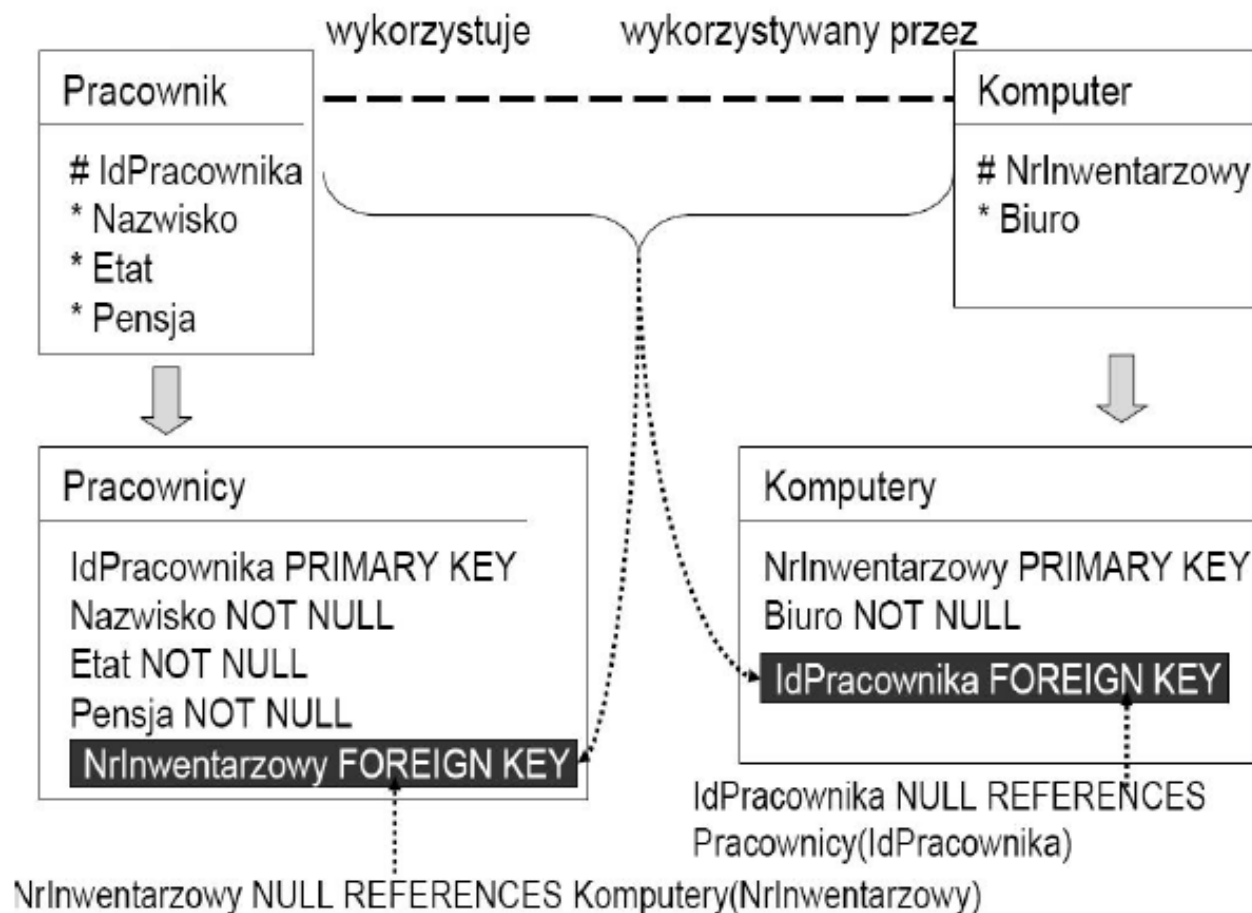 wykorzystuje wykorzystywany przez
Pracownik
# IdPracownika
* Nazwisko
* Etat
* Pensja
Komputer
# NrInwentarzowy
* Biuro
Pracownicy
IdPracownika PRIMARY KEY
Nazwisko NOT NULL
Etat NOT NULL
Pensja NOT NULL
NrInwentarzowy FOREIGN KEY
Komputery
NrInwentarzowy PRIMARY KEY
Biuro NOT NULL
IdPracownika FOREIGN KEY
IdPracownika NULL REFERENCES
Pracownicy(IdPracownika)
NrInwentarzowy NULL REFERENCES Komputery(NrInwentarzowy)